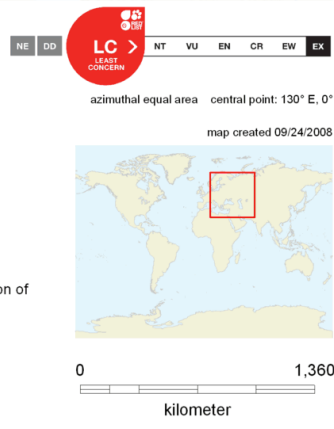 NE DD LC > NT VU EN CR EW EX
LEAST
CONCERN
azimuthal equal area central point: 130° E, 0°
map created 09/24/2008
on of
0 1,360
kilometer